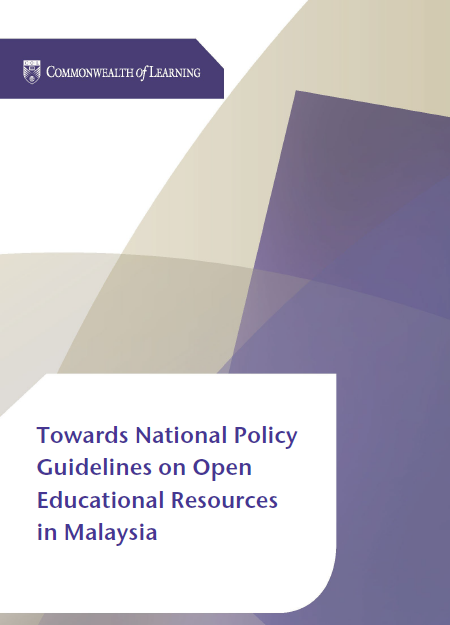 COMMONWEALTH of LEARNING
Towards National Policy
Guidelines on Open
Educational Resources
in Malaysia